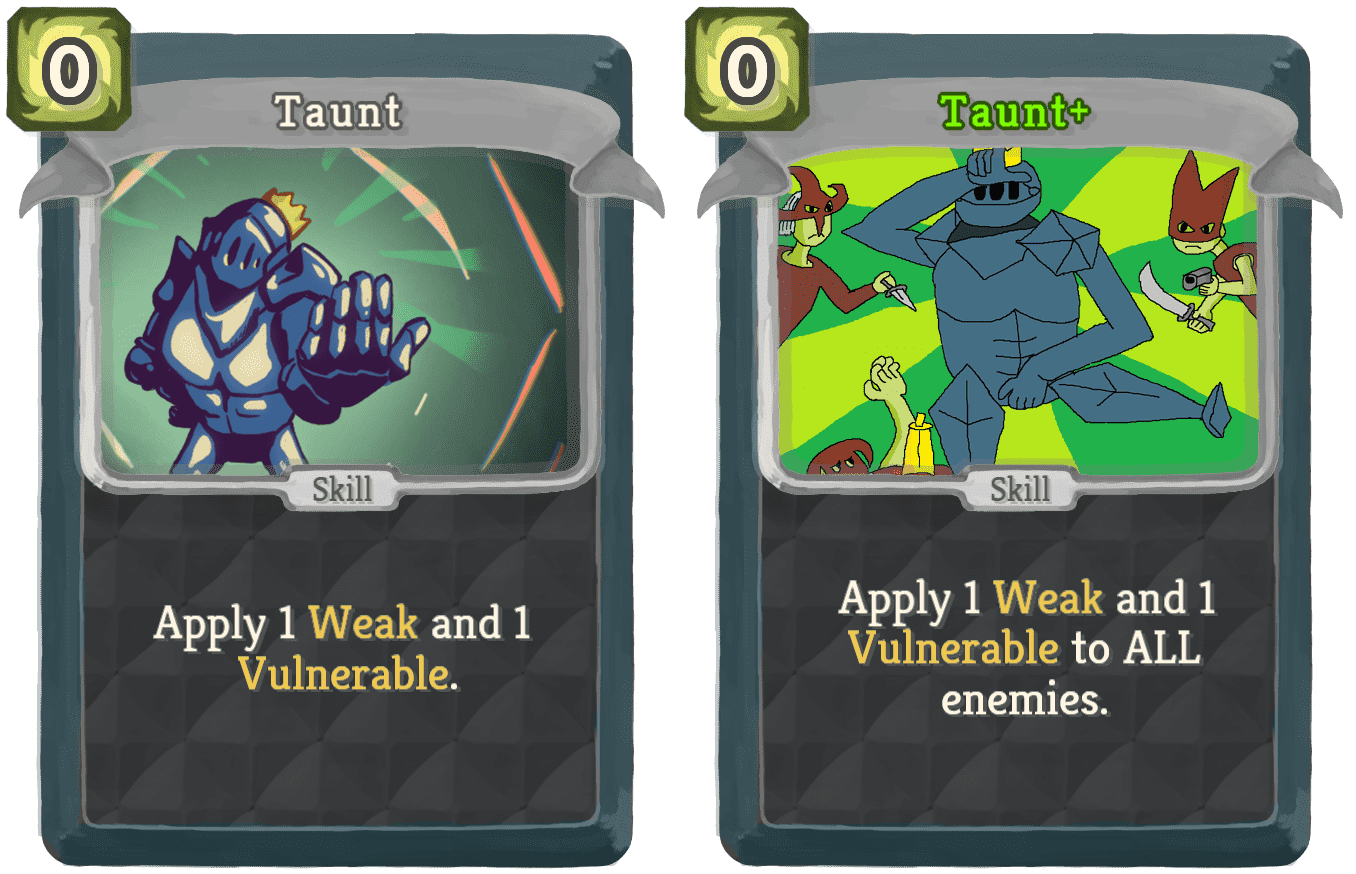 0
Taunt
Skill
Apply 1 Weak and 1
Vulnerable.
0
Taunt+
Skill
Apply 1 Weak and 1
Vulnerable to ALL
enemies.